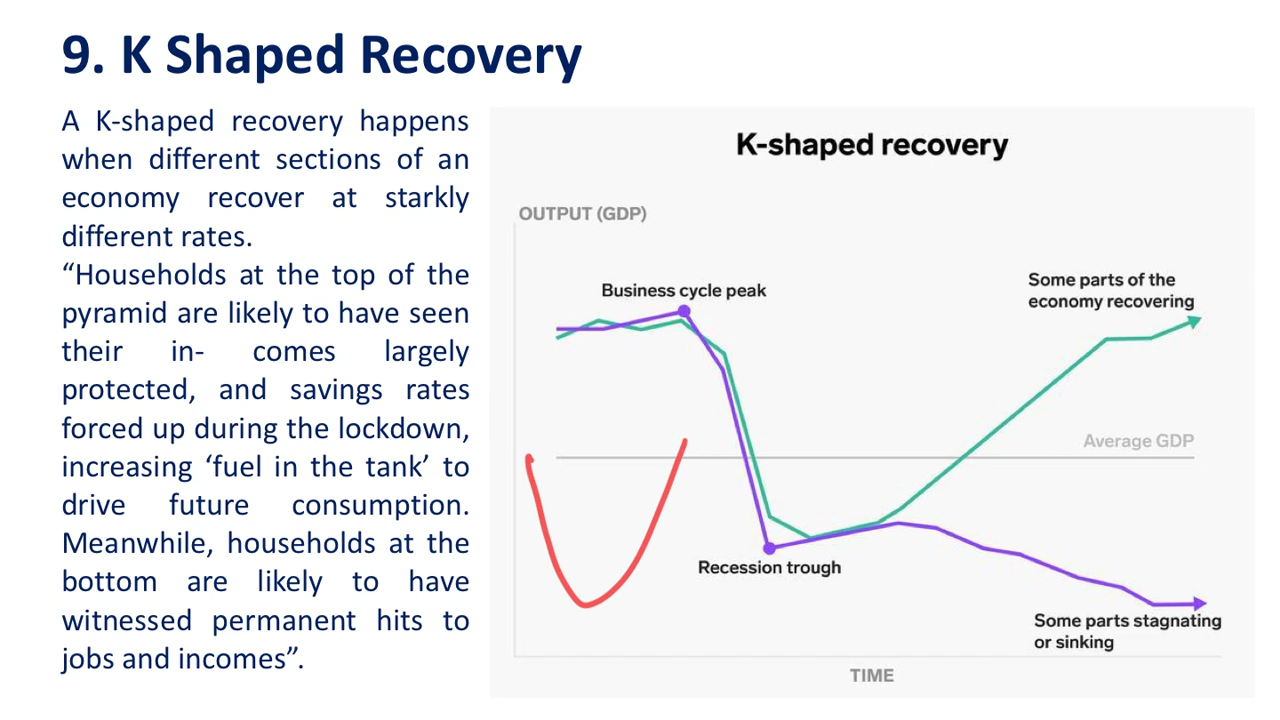 9. K Shaped Recovery
A K-shaped recovery happens
when different sections of an
economy recover at starkly
different rates.
“Households at the top of the
pyramid are likely to have seen
their in- comes largely
protected, and savings rates
forced up during the lockdown,
increasing ‘fuel in the tank’ to
drive future consumption.
Meanwhile, households at the
bottom are likely to have
witnessed permanent hits to
jobs and incomes”.
K-shaped recovery
OUTPUT (GDP)
Business cycle peak
Some parts of the
economy recovering
Average GDP
Recession trough
Some parts stagnating
or sinking
TIME